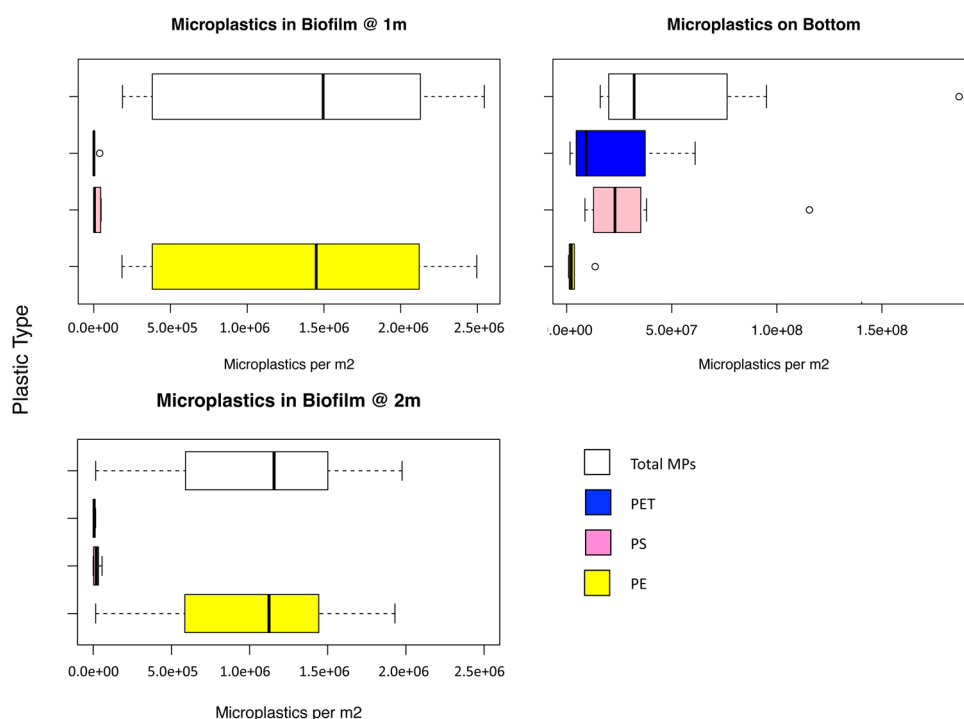 Microplastics in Biofilm @ 1m
Microplastics on Bottom
0.0e+00 5.0e+05 1.0e+06 1.5e+06 2.0e+06 2.5e+06
.0e+00 5.0e+07 1.0e+08 1.5e+08
Microplastics per m2
Microplastics per m2
Plastic Type
Microplastics in Biofilm @ 2m
Total MPs
PET
PS
PE
0.0e+00 5.0e+05 1.0e+06 1.5e+06 2.0e+06 2.5e+06
Microplastics per m2